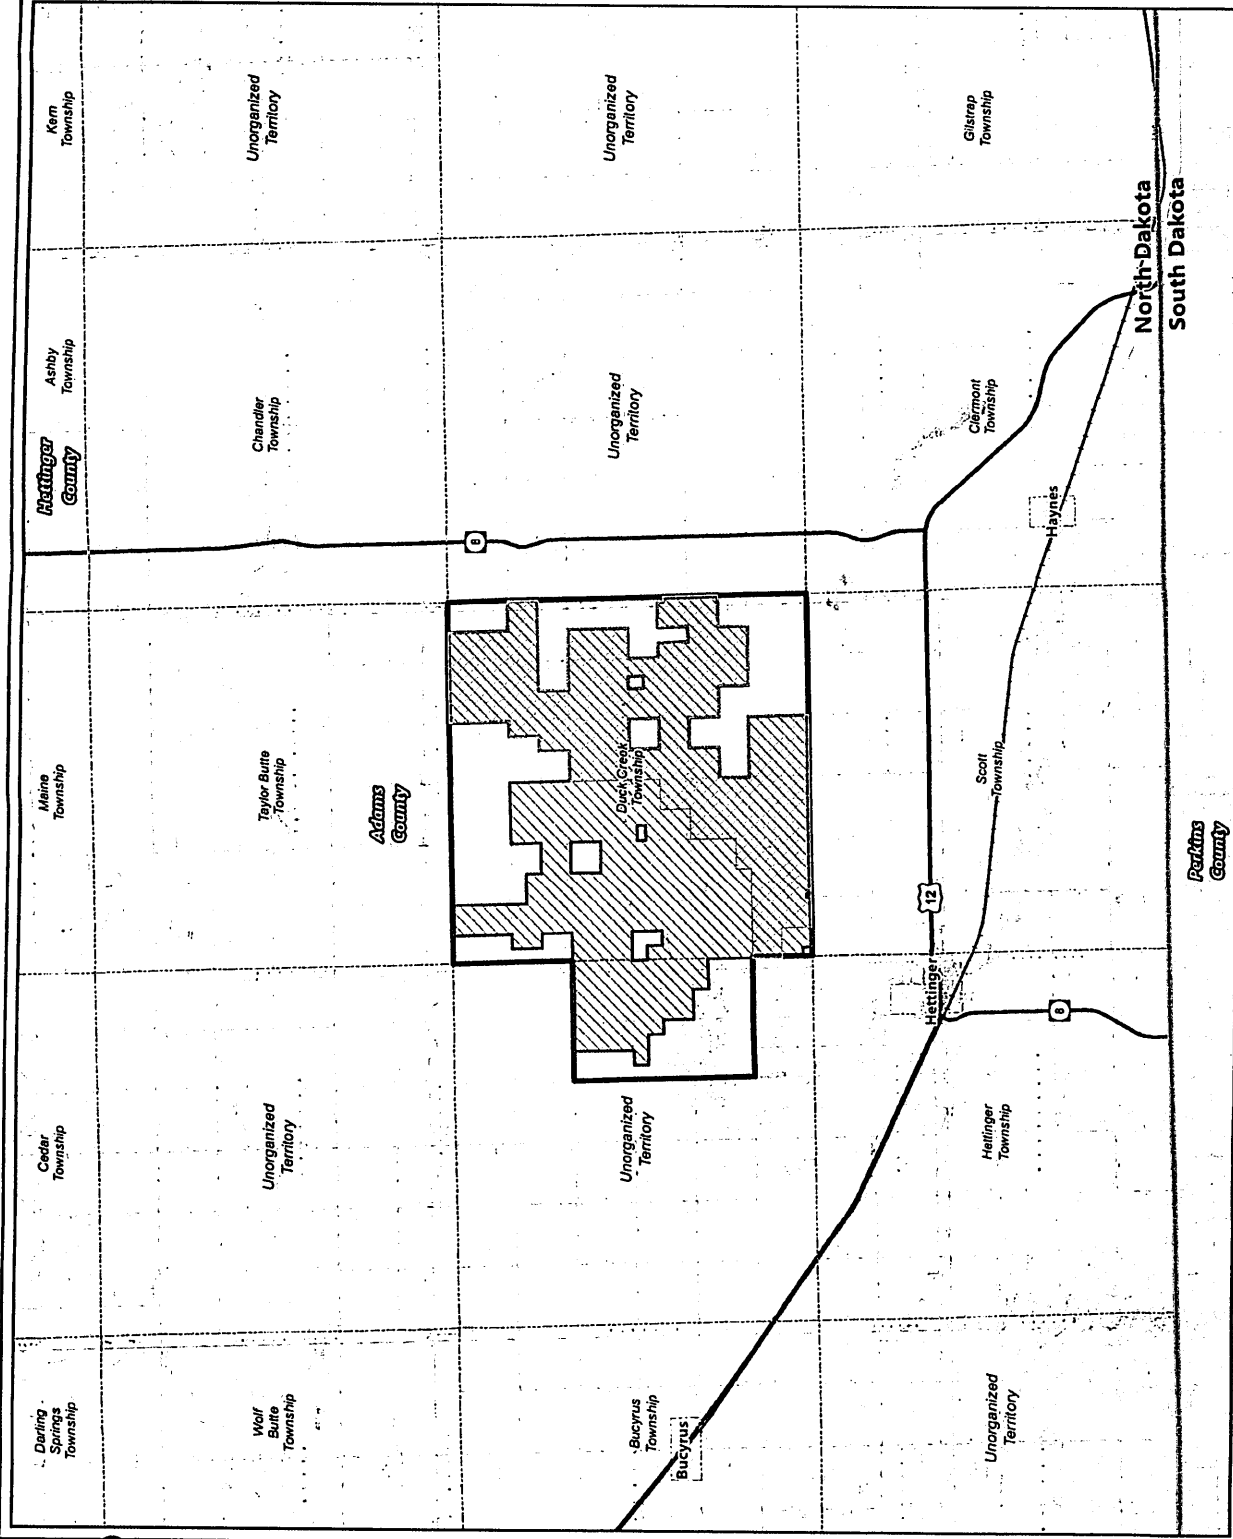 Darling
Springs
Township
Cedar
Township
Maine
Township
Hettinger
County
Ashby
Township
Kern
Township
Wolf
Butte
Township
Unorganized
Territory
Taylor Butte
Township
Chandler
Township
Unorganized
Territory
Adams
County
8
Bucyrus
Township
Bucyrus
Unorganized
Territory
Duck Creek
Township
Unorganized
Territory
Unorganized
Territory
Unorganized
Territory
Hettinger
Township
Hettinger
12
8
Scott
Township
Haynes
Clermont
Township
Gilstrap
Township
North Dakota
South Dakota
Perkins
County